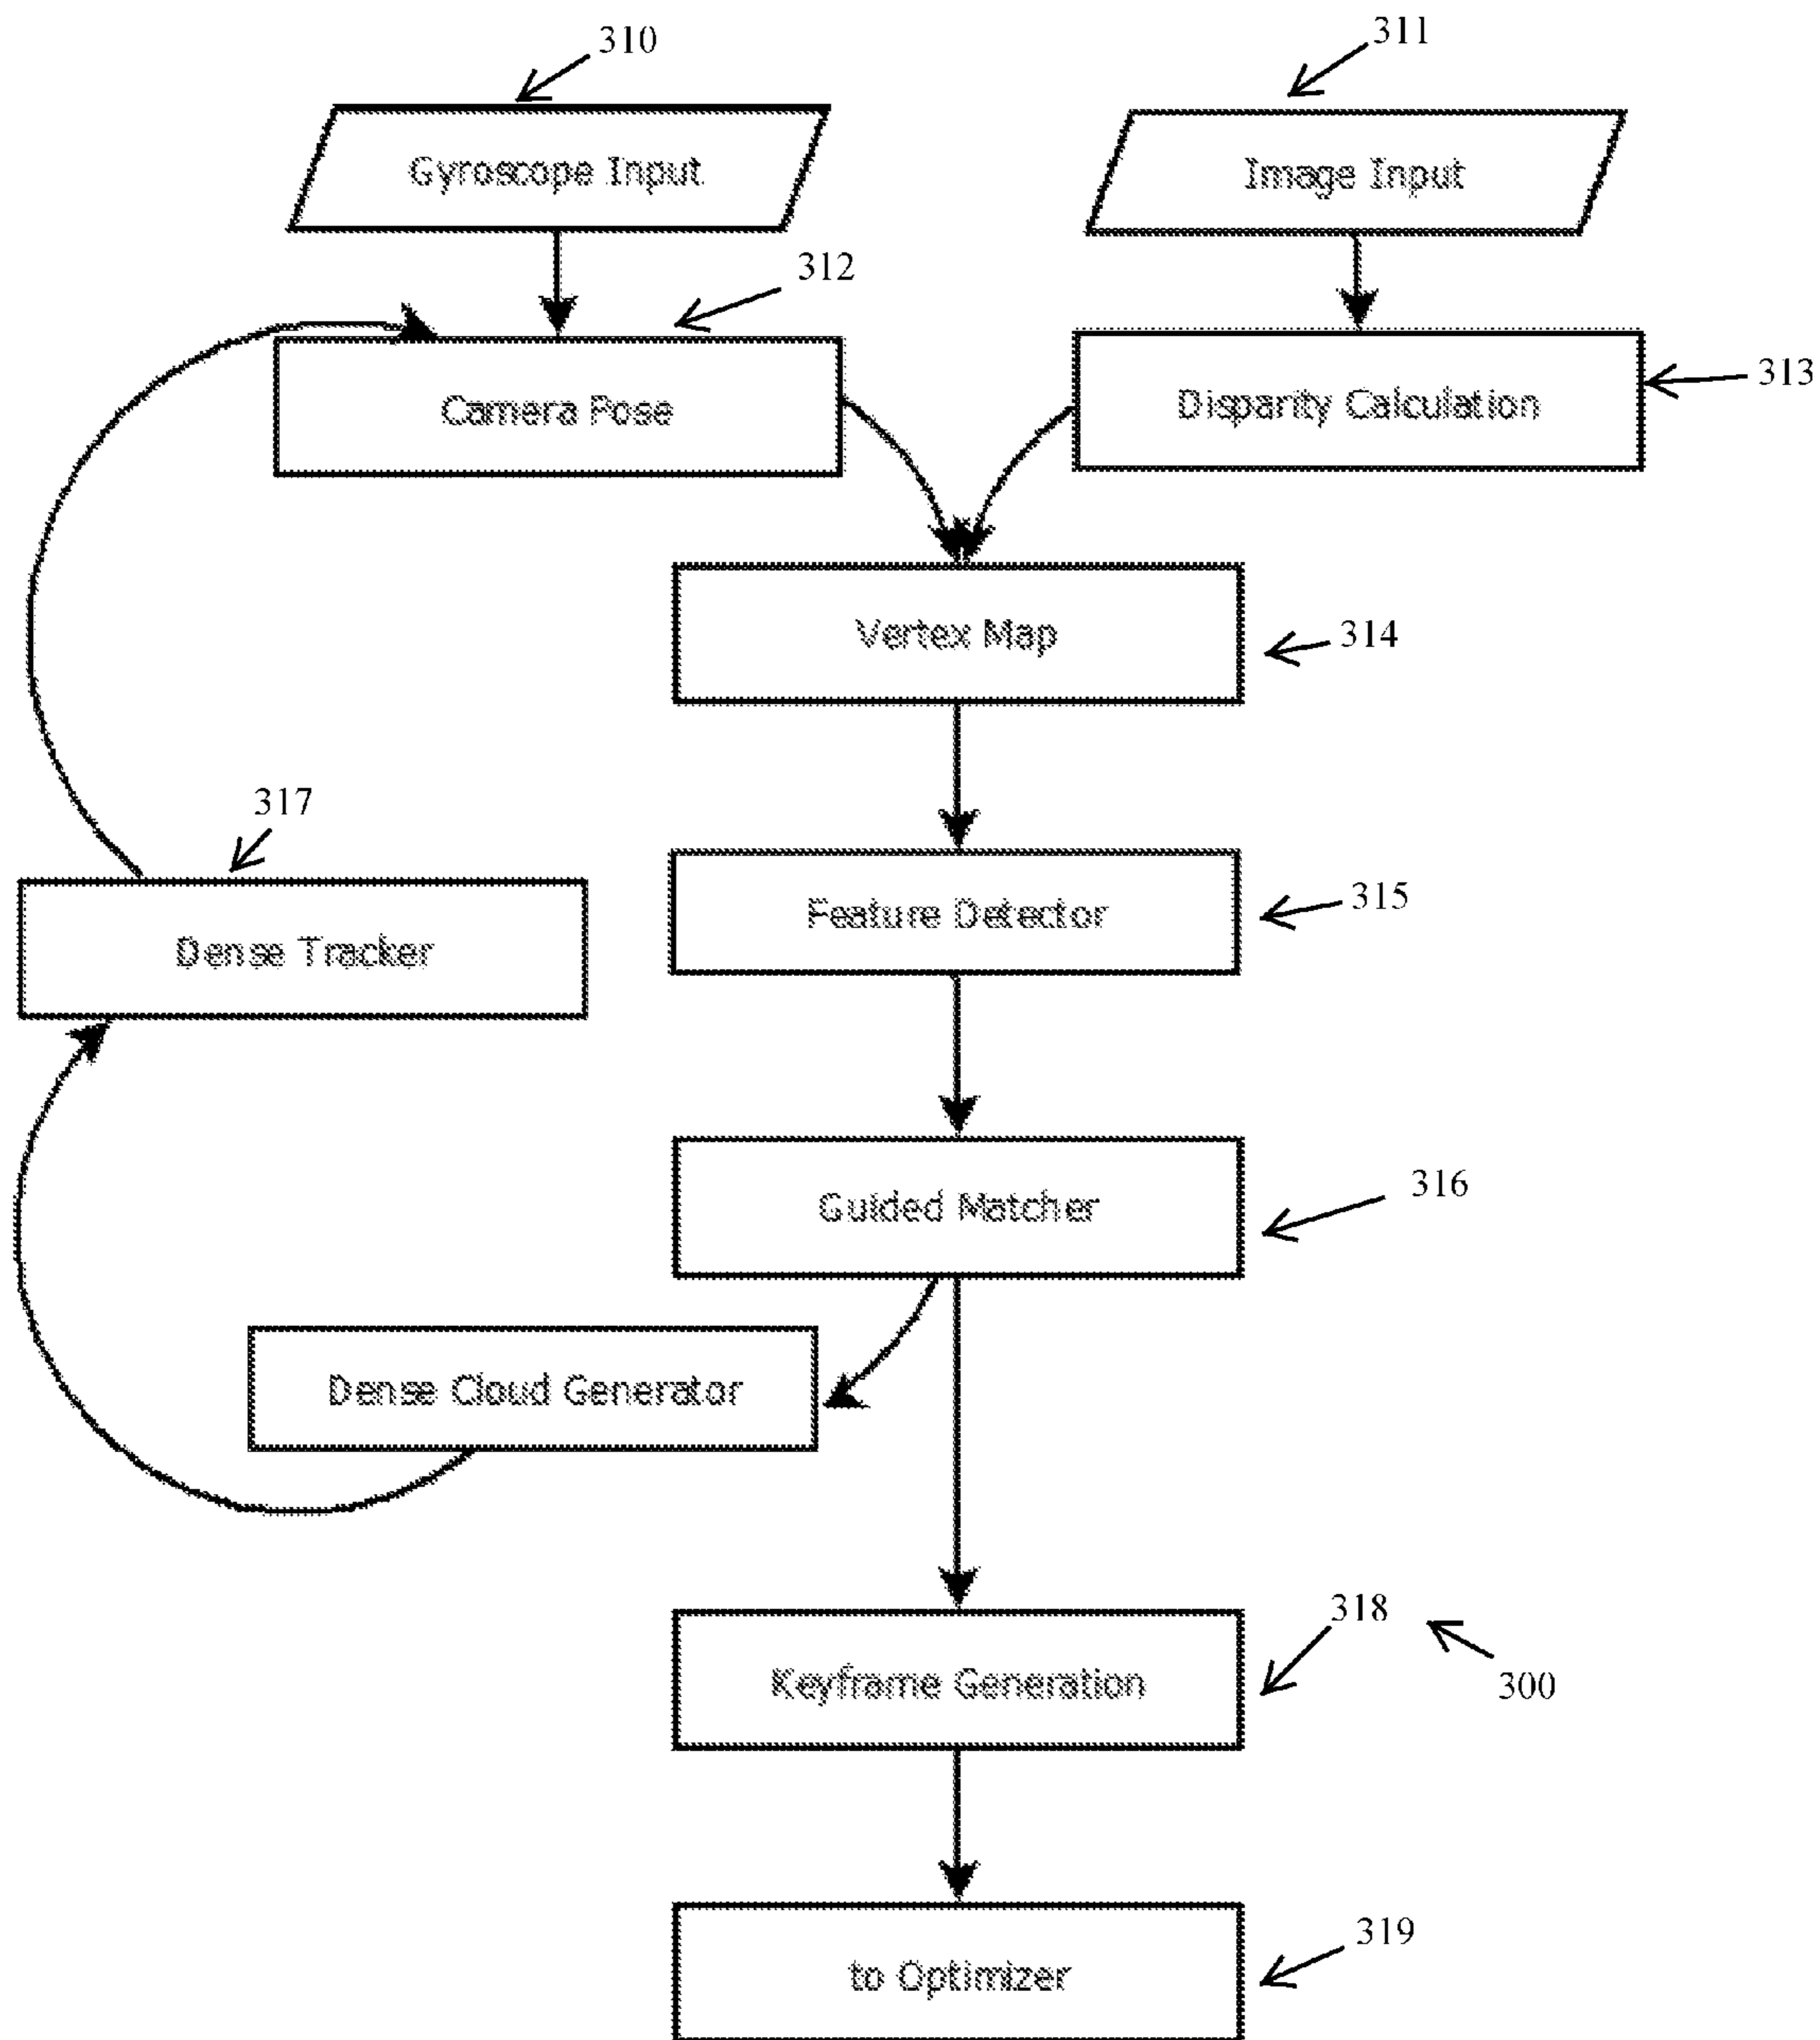 310
311
Gyroscope Input
Image Input
312
Camera Pose
Disparity Calculation
313
Vertex Map
314
317
Dense Tracker
Feature Detector
315
Guided Matcher
316
Dense Cloud Generator
318
Keyframe Generation
300
to Optimizer
319